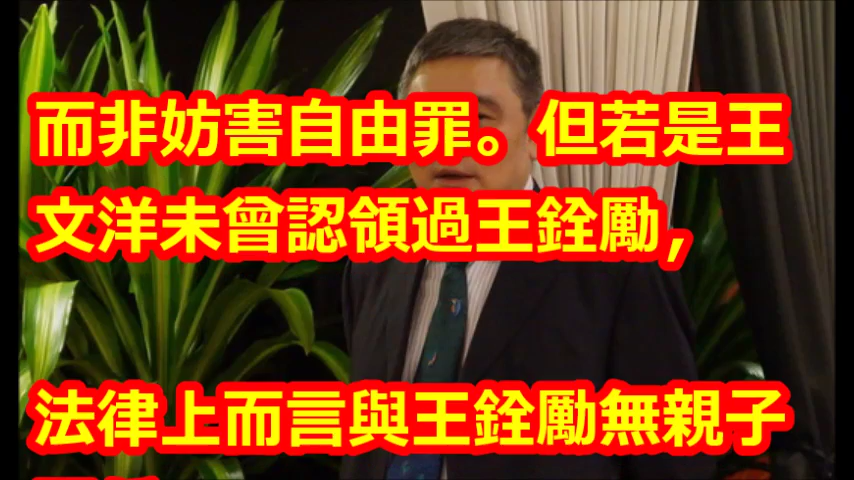 而非妨害自由罪。但若是王
文洋未曾認領過王銓勵，
法律上而言與王銓勵無親子